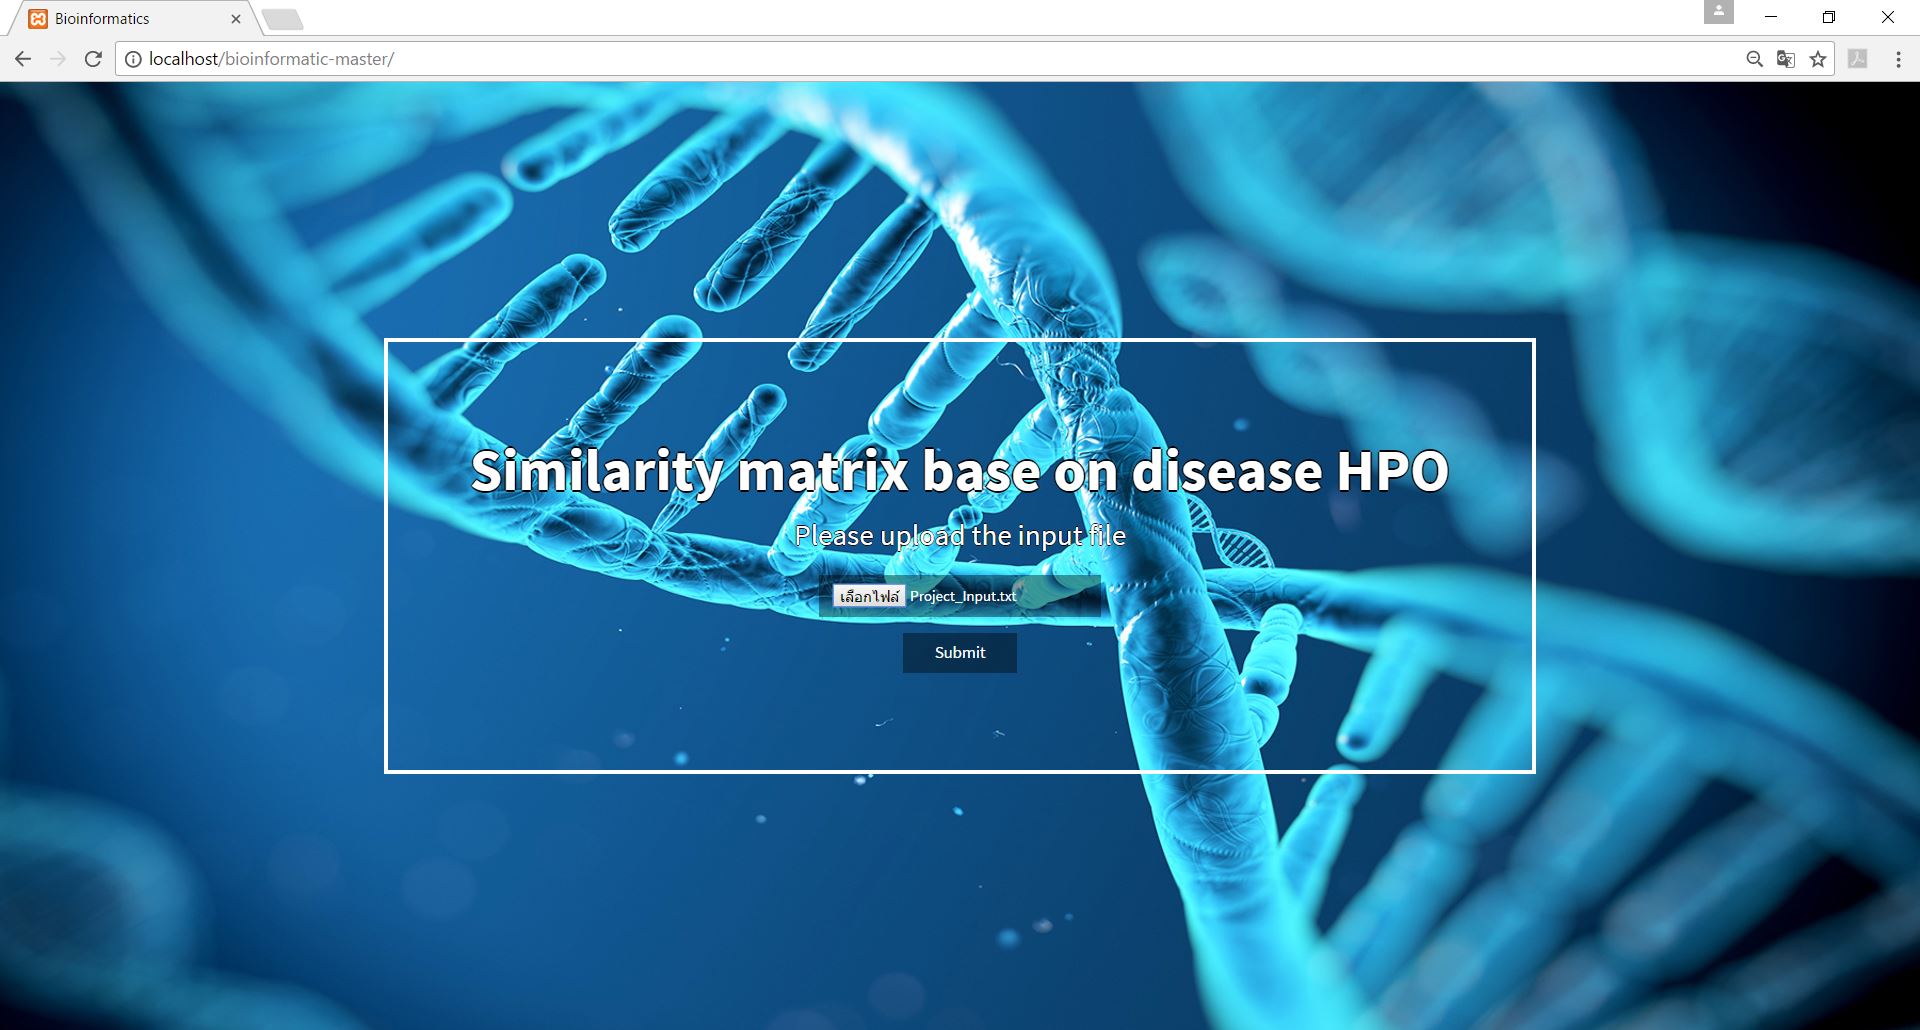 Bioinformatics
localhost/bioinformatic-master/
Similarity matrix base on disease HPO
Please upload the input file
เลือกไฟล์ Project_Input.txt
Submit